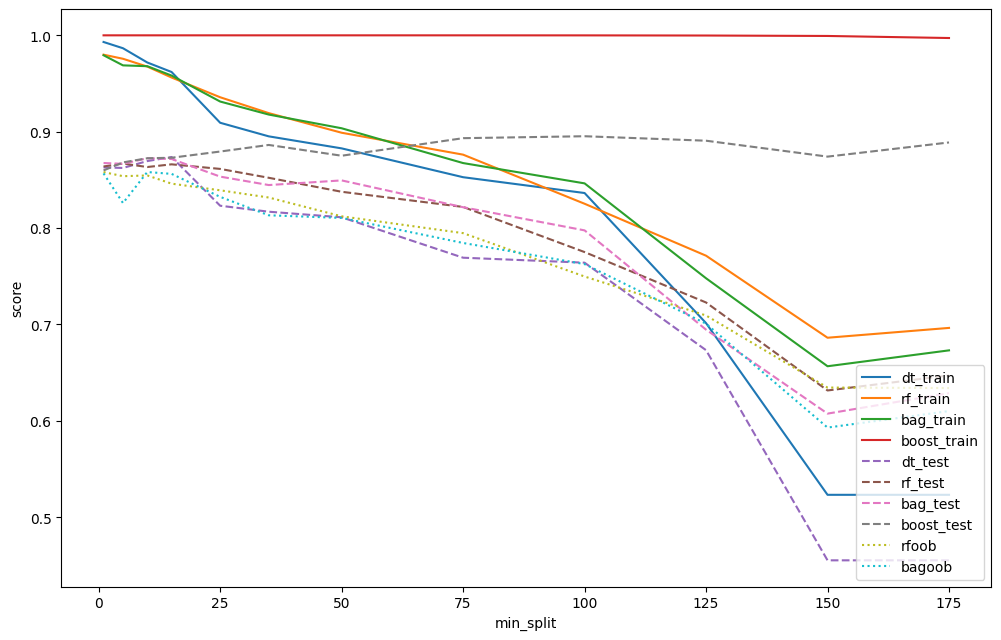 1.0
0.9
0.8
0.7
0.6
0.5
score
0 25 50 75 100 125 150 175
min_split
dt_train
rf_train
bag_train
boost_train
dt_test
rf_test
bag_test
boost_test
rfoob
bagoob